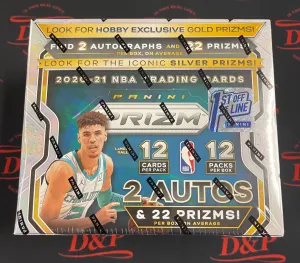 LOOK FOR HOBBY EXCLUSIVE GOLD PRIZMS!
FIND 2 AUTOGRAPHS AND 22 PRIZMS!
PER BOX, ON AVERAGE
LOOK FOR THE ICONIC SILVER PRIZMS!
2020-21 NBA TRADING CARDS
PANINI
PRIZM
1ST OFF THE LINE
12
CARDS
PER PACK
12
PACKS
PER BOX
2 AUTOS
& 22 PRIZMS!
PER BOX ON AVERAGE
D&P
D&P